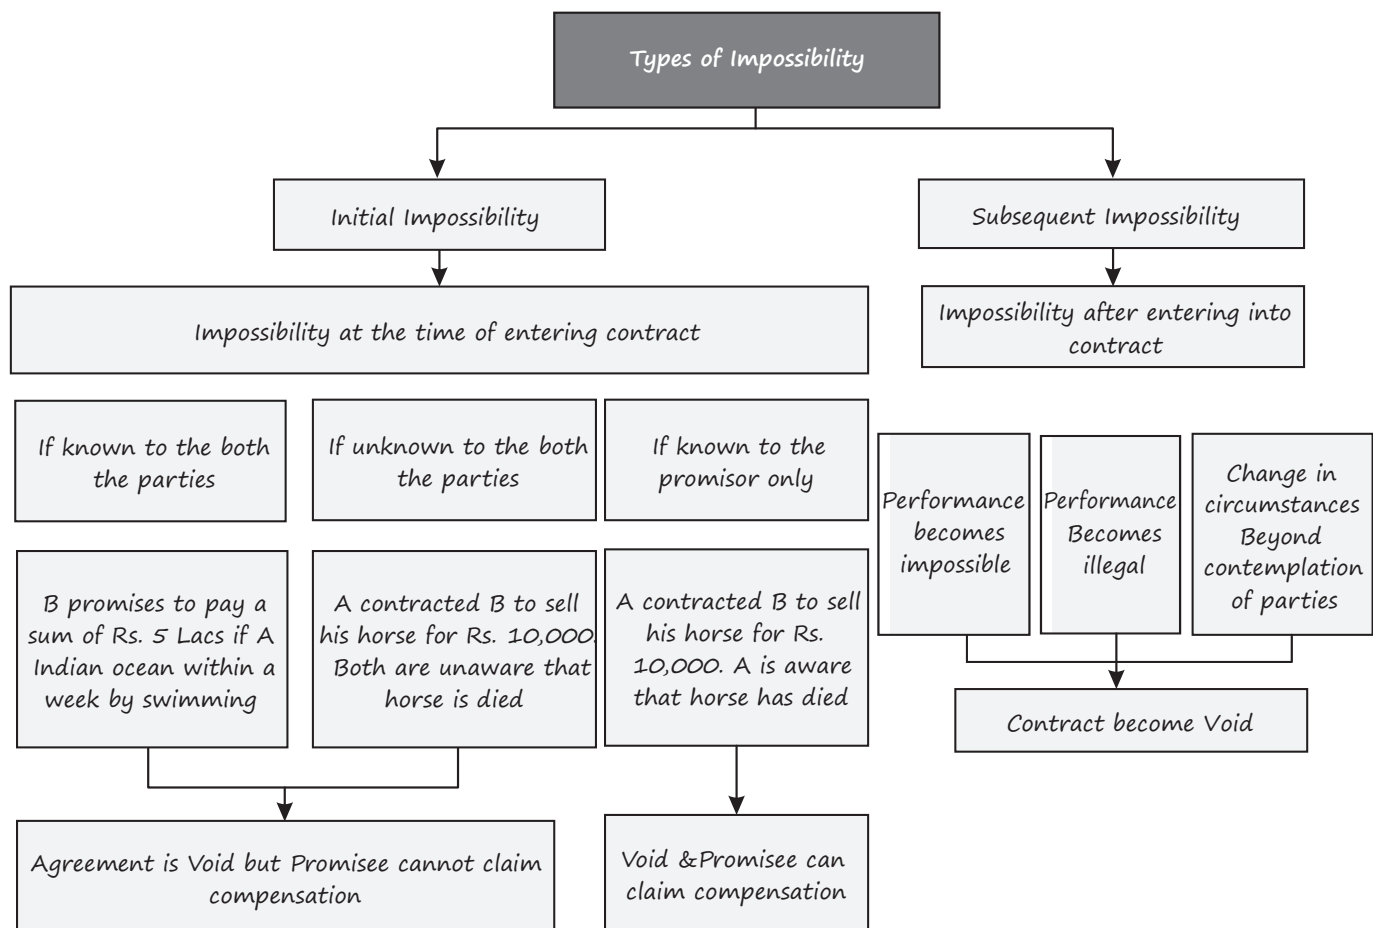 Types of Impossibility
Initial Impossibility
Subsequent Impossibility
Impossibility at the time of entering contract
Impossibility after entering into
contract
If known to the both
the parties
If unknown to the both
the parties
If known to the
promisor only
Performance
becomes
impossible
Performance
Becomes
illegal
Change in
circumstances
Beyond
contemplation
of parties
B promises to pay a
sum of Rs. 5 Lacs if A
Indian ocean within a
week by swimming
A contracted B to sell
his horse for Rs. 10,000.
Both are unaware that
horse is died
A contracted B to sell
his horse for Rs.
10,000. A is aware
that horse has died
Contract become Void
Agreement is Void but Promisee cannot claim
compensation
Void &Promisee can
claim compensation